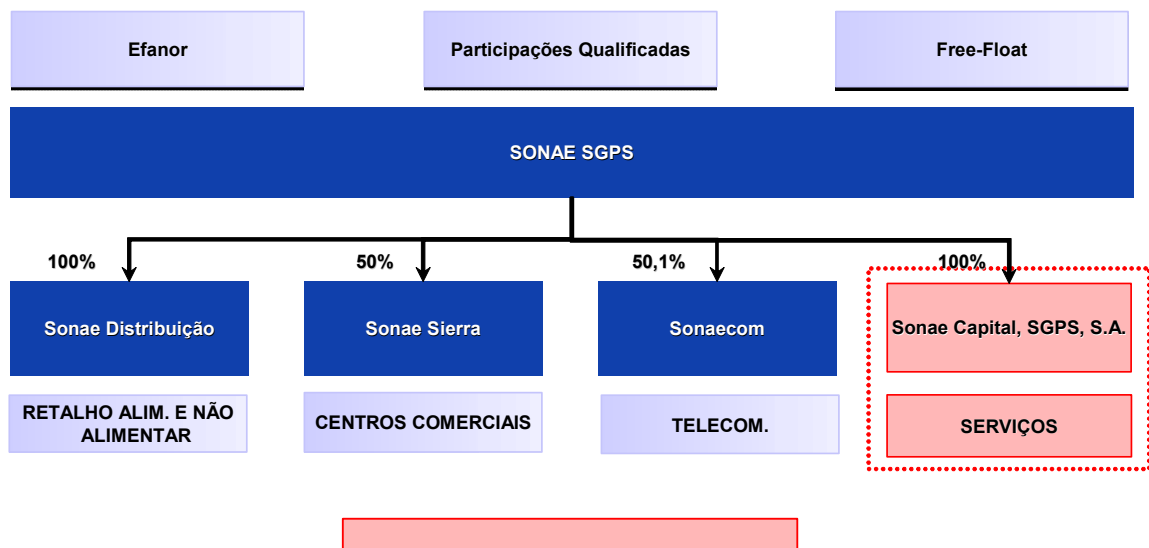 Efanor
Participações Qualificadas
Free-Float
SONAE SGPS
100%
50%
50,1%
100%
Sonae Distribuição
Sonae Sierra
Sonaecom
Sonae Capital, SGPS, S.A.
RETALHO ALIM. E NÃO
ALIMENTAR
CENTROS COMERCIAIS
TELECOM.
SERVIÇOS